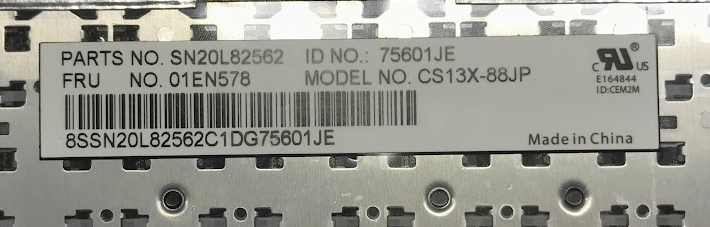 PARTS NO. SN20L82562 ID NO.: 75601JE
FRU NO. 01EN578 MODEL NO. CS13X-88JP
8SSN20L82562C1DG75601JE
C RU US
E164844
ID:CEM2M
Made in China